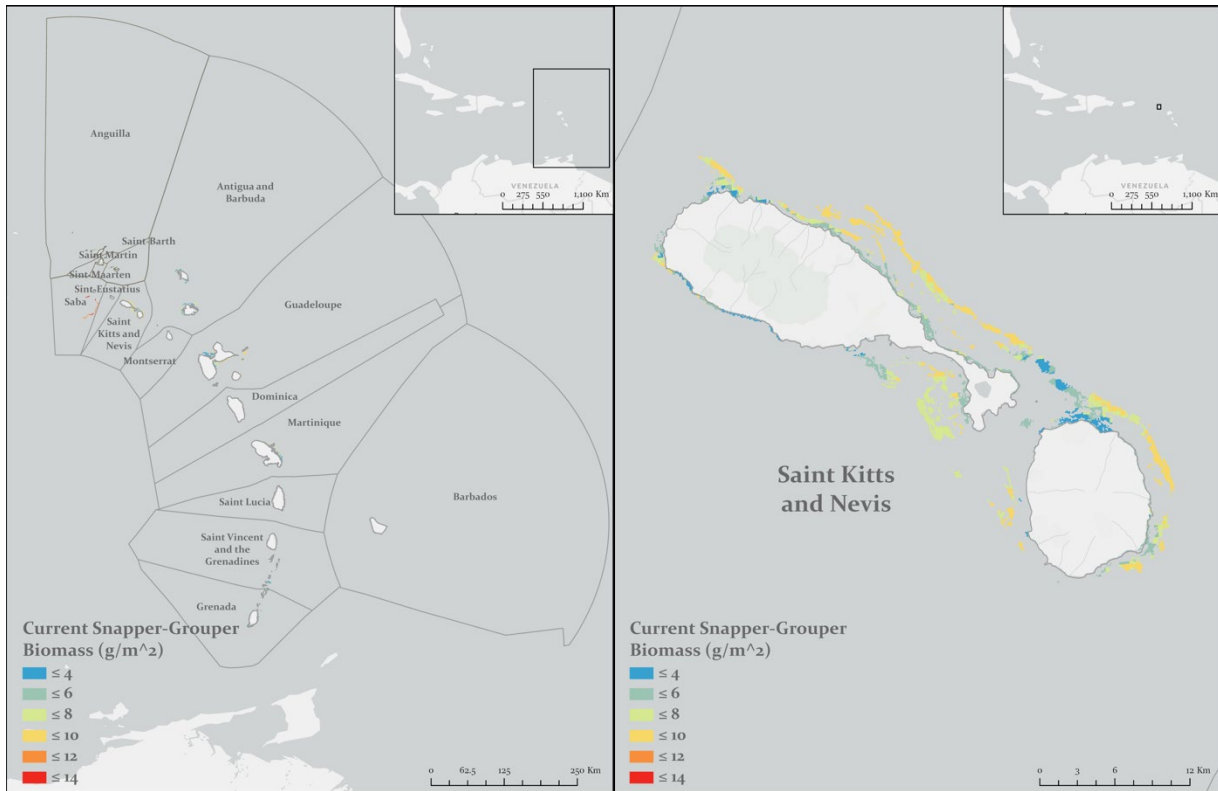 Anguilla
Antigua and
Barbuda
VENEZUELA
0 275 550 1,100 Km
Saint-Barth
Saint-Martin
Sint-Maarten
Sint-Eustatius
Saba
Saint
Kitts and
Nevis
Montserrat
Guadeloupe
Dominica
Martinique
Saint Lucia
Barbados
Saint Vincent
and the
Grenadines
Grenada
Current Snapper-Grouper
Biomass (g/m^2)
≤ 4
≤ 6
≤ 8
≤ 10
≤ 12
≤ 14
0 62.5 125 250 Km
VENEZUELA
0 275 550 1,100 Km
Saint Kitts
and Nevis
Current Snapper-Grouper
Biomass (g/m^2)
≤ 4
≤ 6
≤ 8
≤ 10
≤ 12
≤ 14
0 3 6 12 Km